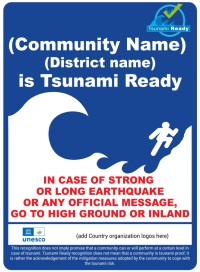 Tsunami Ready
(Community Name)
(District name)
is Tsunami Ready
IN CASE OF STRONG
OR LONG EARTHQUAKE
OR ANY OFFICIAL MESSAGE,
GO TO HIGH GROUND OR INLAND
unesco
(add Country organization logos here)
This recognition does not imply promise that a community can or will perform at a certain level in
case of tsunami. Tsunami Ready recognition does not mean that a community is tsunami proof, it
is rather the acknowledgement of the mitigation measures adopted by the community to cope with
the tsunami risk.